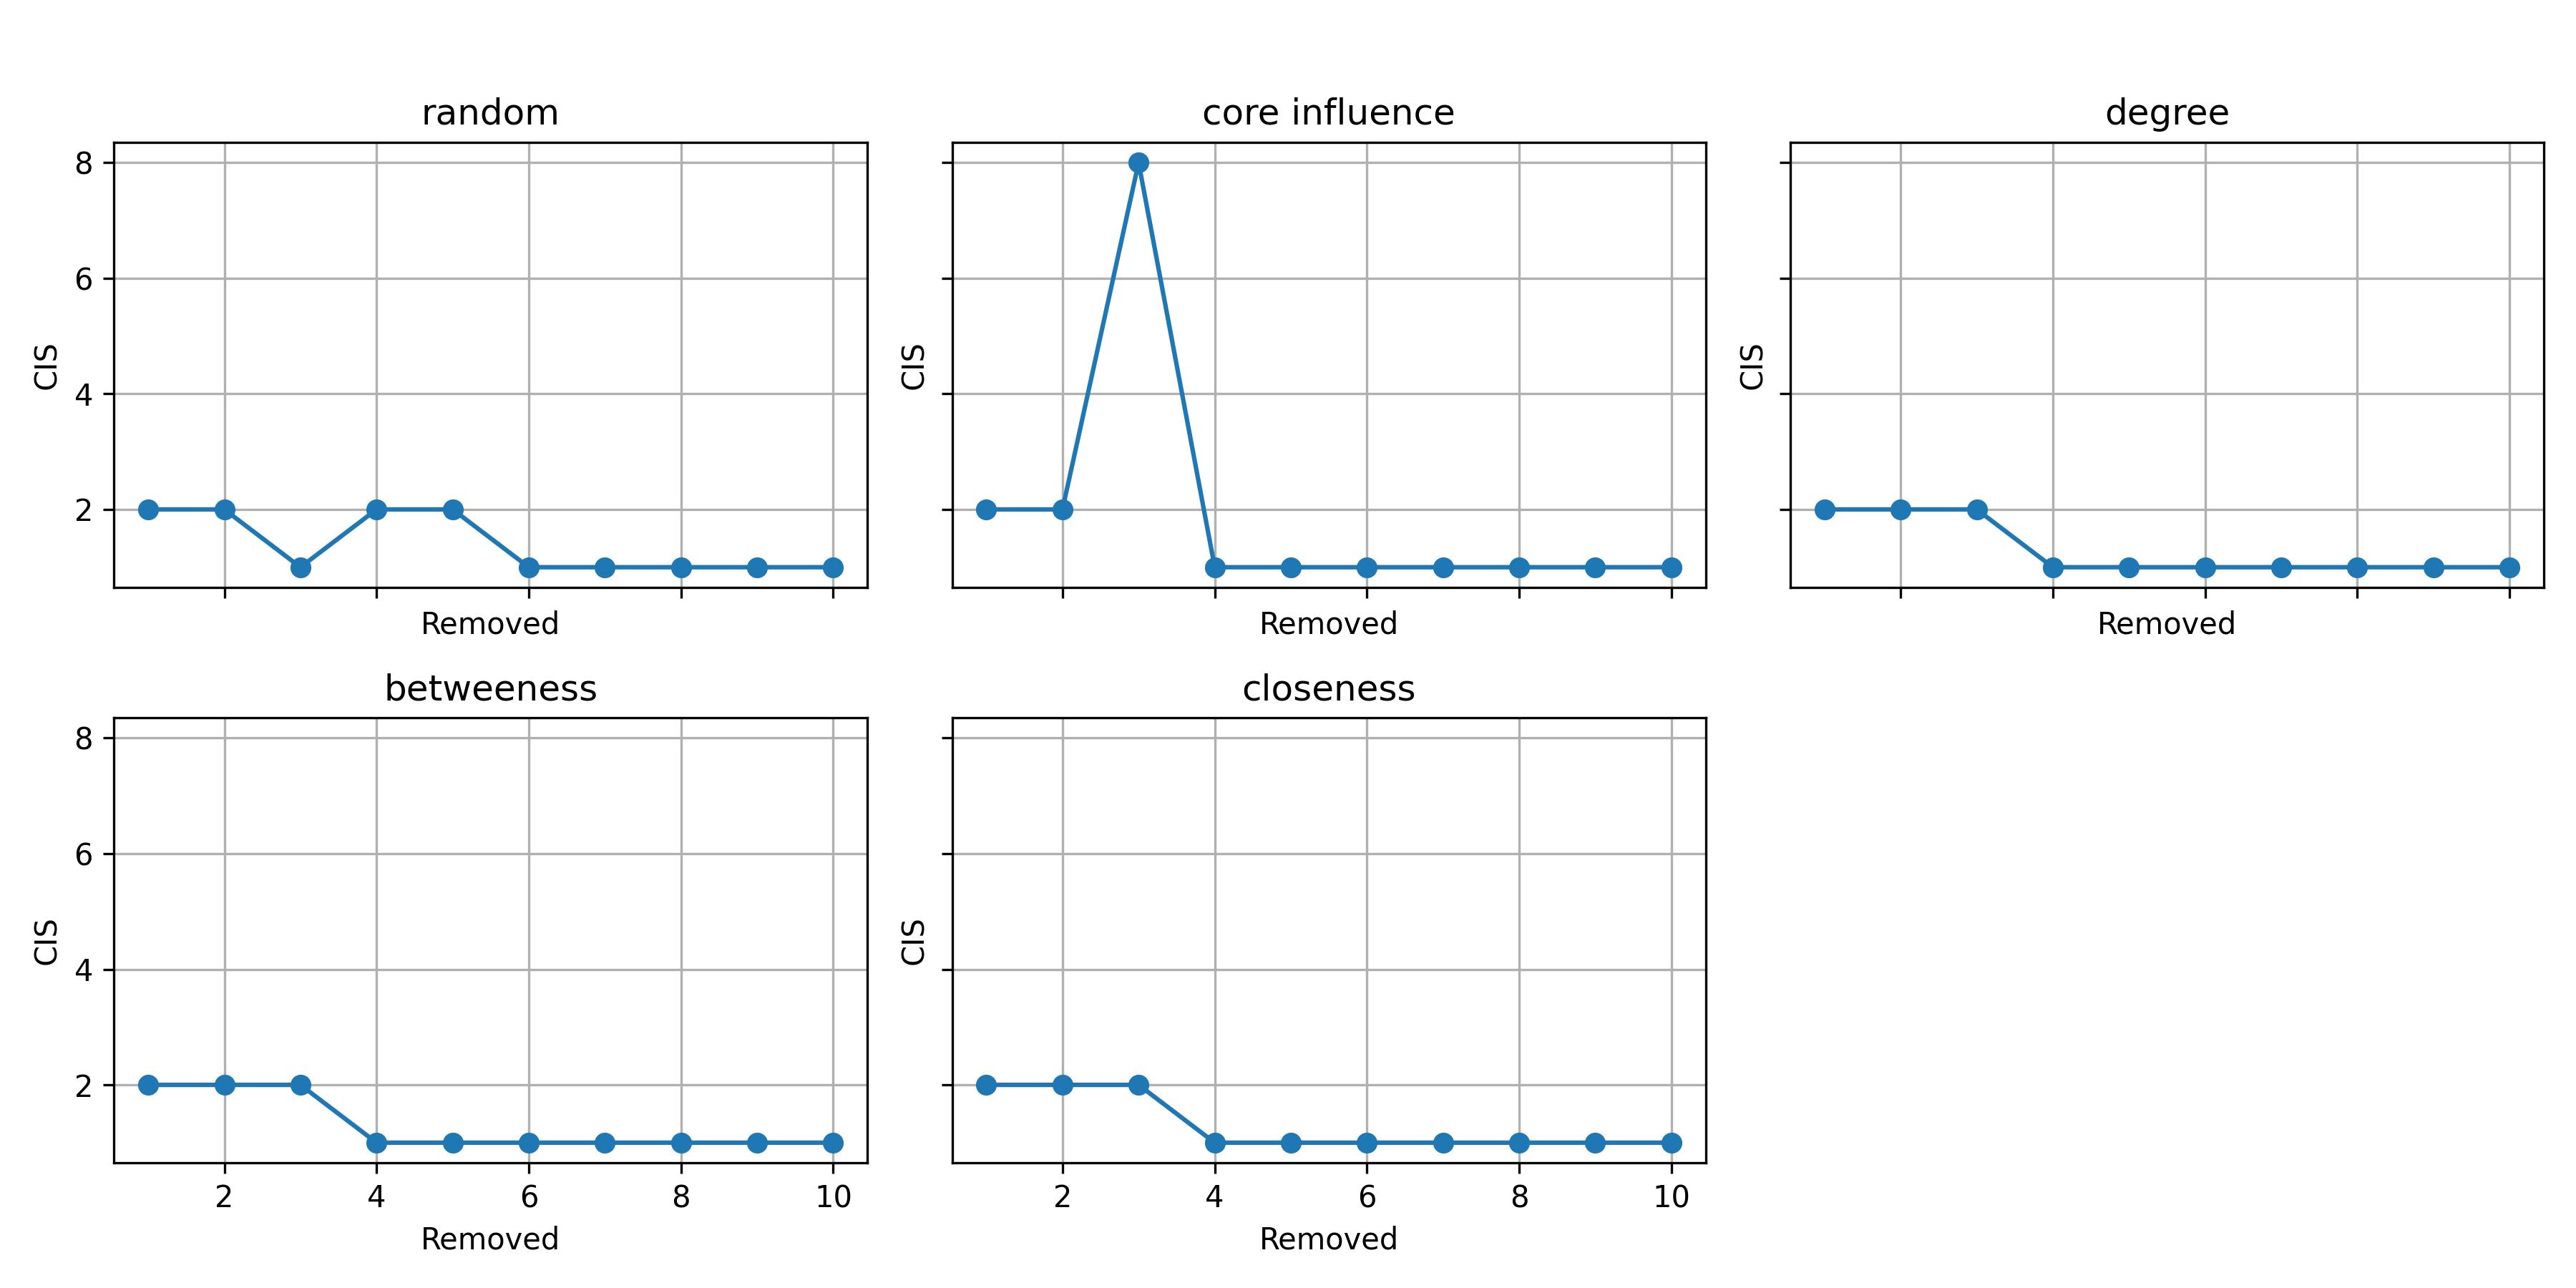 random
core influence
degree
8
6
4
2
CIS
CIS
CIS
Removed
Removed
Removed
betweeness
closeness
8
6
4
2
CIS
CIS
2 4 6 8 10
2 4 6 8 10
Removed
Removed